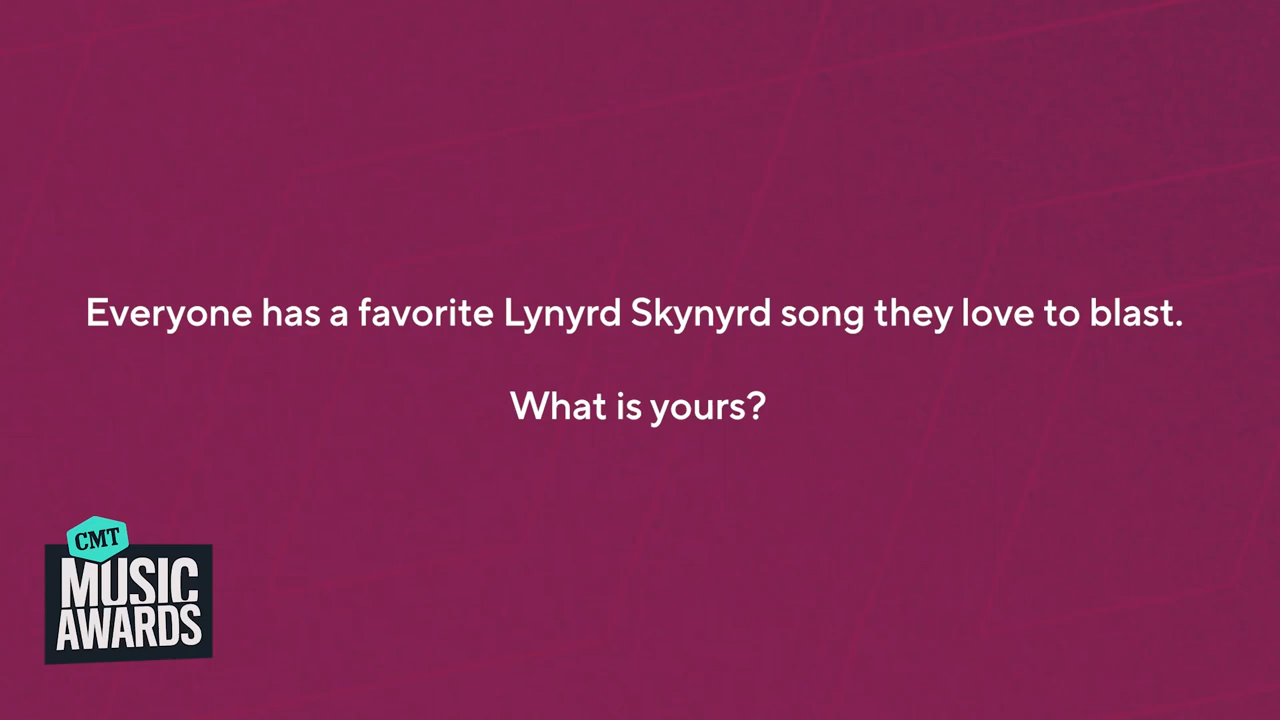 Everyone has a favorite Lynyrd Skynyrd song they love to blast.
What is yours?
CMT
MUSIC
AWARDS